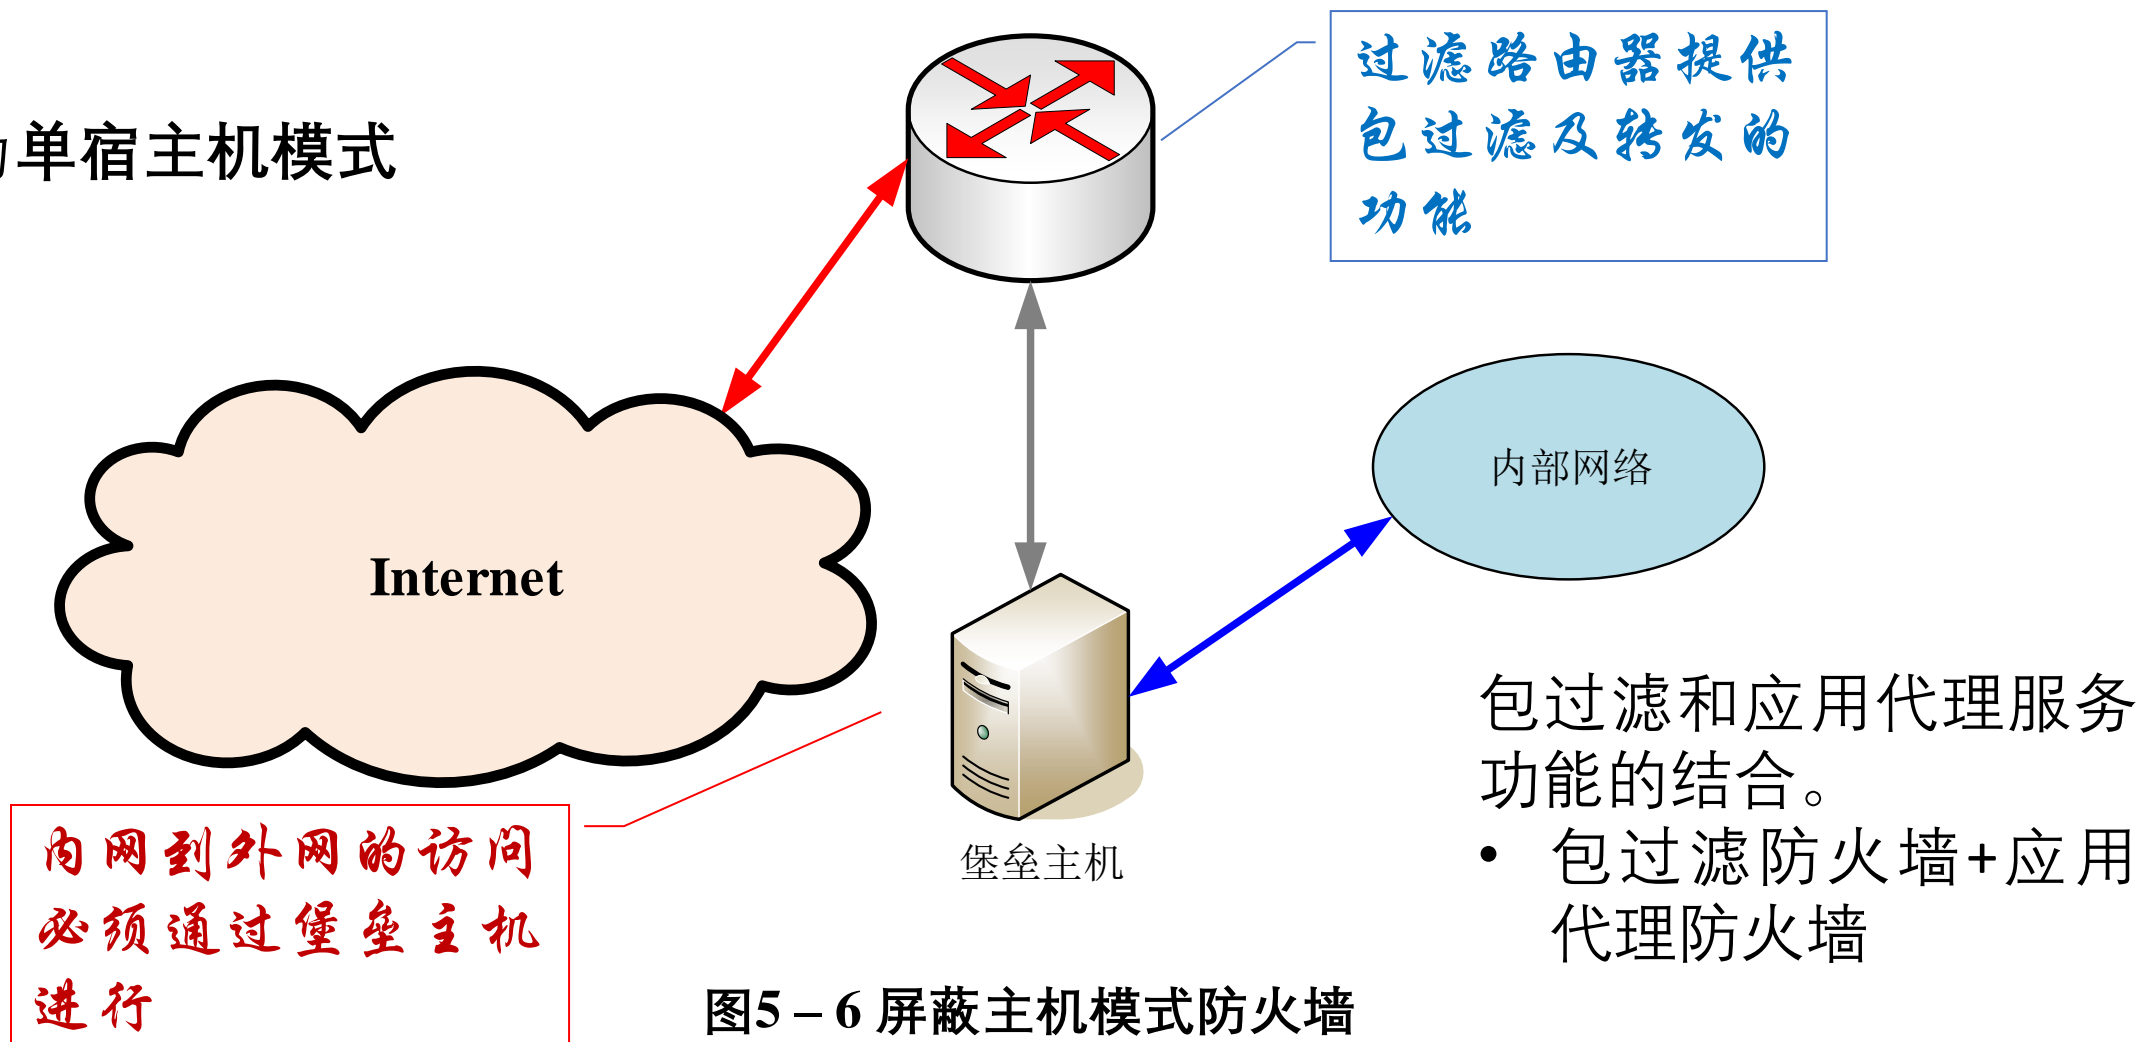 单宿主机模式
过滤路由器提供
包过滤及转发的
功能
Internet
内部网络
堡垒主机
内网到外网的访问
必须通过堡垒主机
进行
包过滤和应用代理服务
功能的结合。
• 包过滤防火墙+应用
代理防火墙
图5 – 6 屏蔽主机模式防火墙